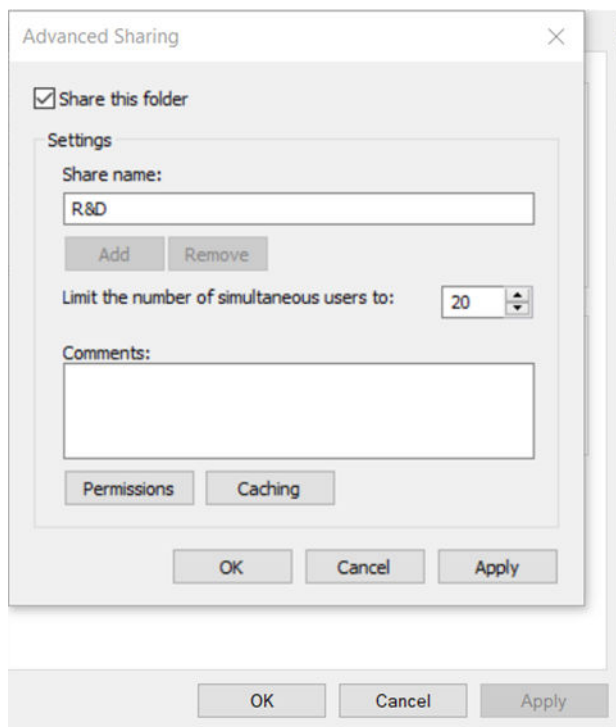 Advanced Sharing
Share this folder
Settings
Share name:
R&D
Add Remove
Limit the number of simultaneous users to: 20
Comments:
Permissions Caching
OK Cancel Apply
OK Cancel Apply